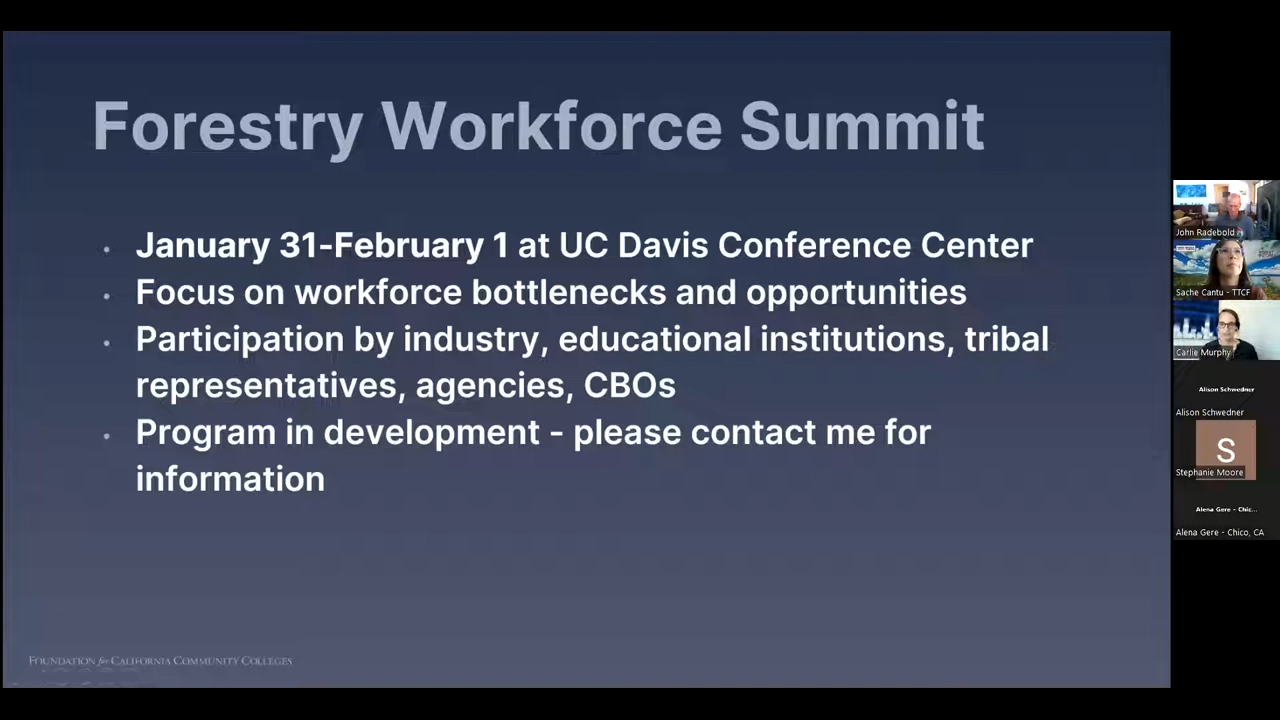 Forestry Workforce Summit
• January 31-February 1 at UC Davis Conference Center
• Focus on workforce bottlenecks and opportunities
• Participation by industry, educational institutions, tribal
representatives, agencies, CBOs
• Program in development - please contact me for
information
FOUNDATION for CALIFORNIA COMMUNITY COLLEGES
John Radebold
Sache Cantu - TTCF
Carlie Murphy
Alison Schwedner
Alison Schwedner
S
Stephanie Moore
Alena Gere - Chic...
Alena Gere - Chico, CA